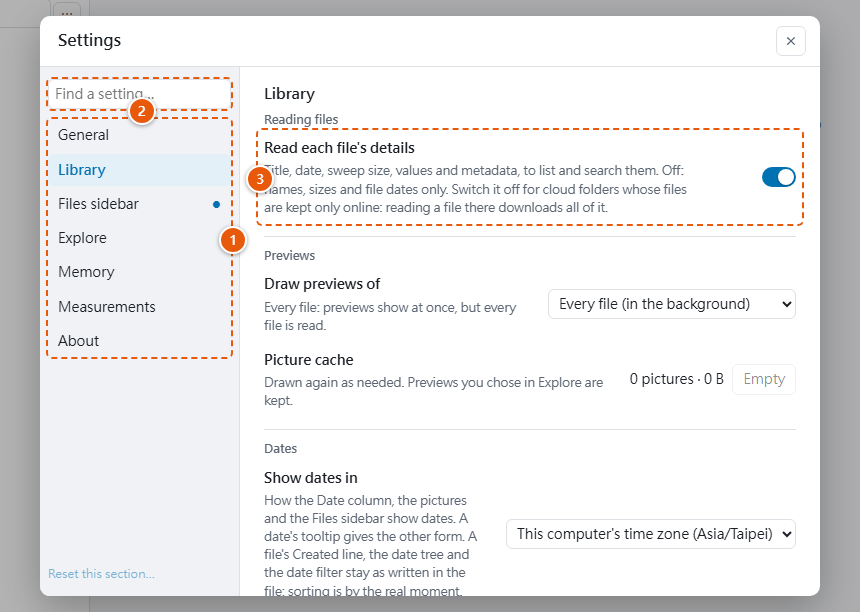 ...
Settings
×
Find a setting...
2
General
Library
Files sidebar
Explore
1
Memory
Measurements
About
Reset this section...
Library
Reading files
Read each file's details
3
Title, date, sweep size, values and metadata, to list and search them. Off:
names, sizes and file dates only. Switch it off for cloud folders whose files
are kept only online: reading a file there downloads all of it.
Previews
Draw previews of
Every file: previews show at once, but every
file is read.
Every file (in the background)
Picture cache
Drawn again as needed. Previews you chose in Explore are
kept.
0 pictures · 0 B
Empty
Dates
Show dates in
How the Date column, the pictures
and the Files sidebar show dates. A
date's tooltip gives the other form. A
file's Created line, the date tree and
the date filter stay as written in the
file; sorting is by the real moment.
This computer's time zone (Asia/Taipei)